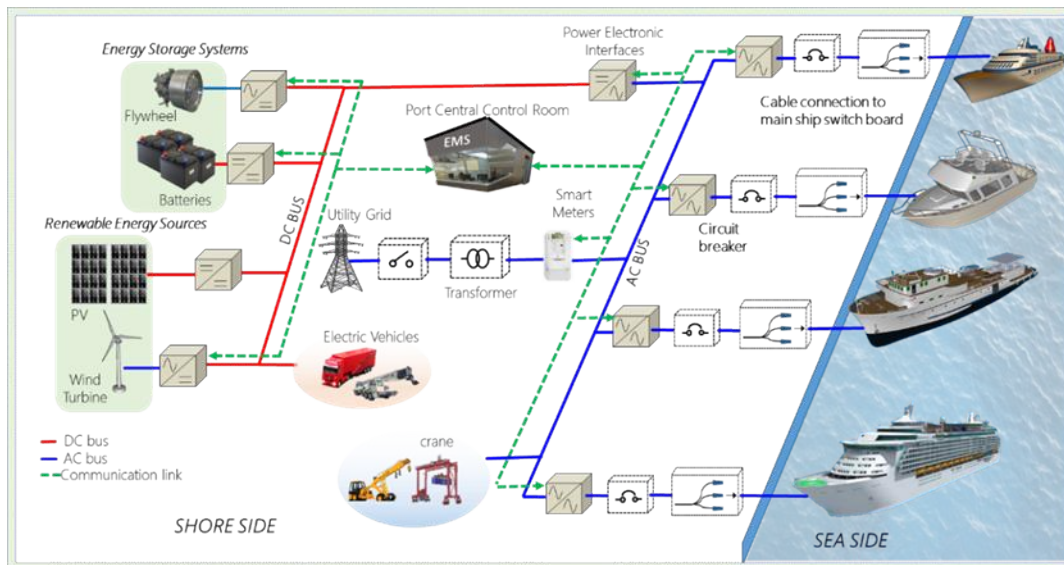 Energy Storage Systems
Flywheel
Batteries
Renewable Energy Sources
PV
Wind
Turbine
DC BUS
Power Electronic
Interfaces
Port Central Control Room
EMS
Utility Grid
Transformer
Smart
Meters
AC BUS
Electric Vehicles
crane
Cable connection to
main ship switch board
Circuit
breaker
DC bus
AC bus
Communication link
SHORE SIDE
SEA SIDE